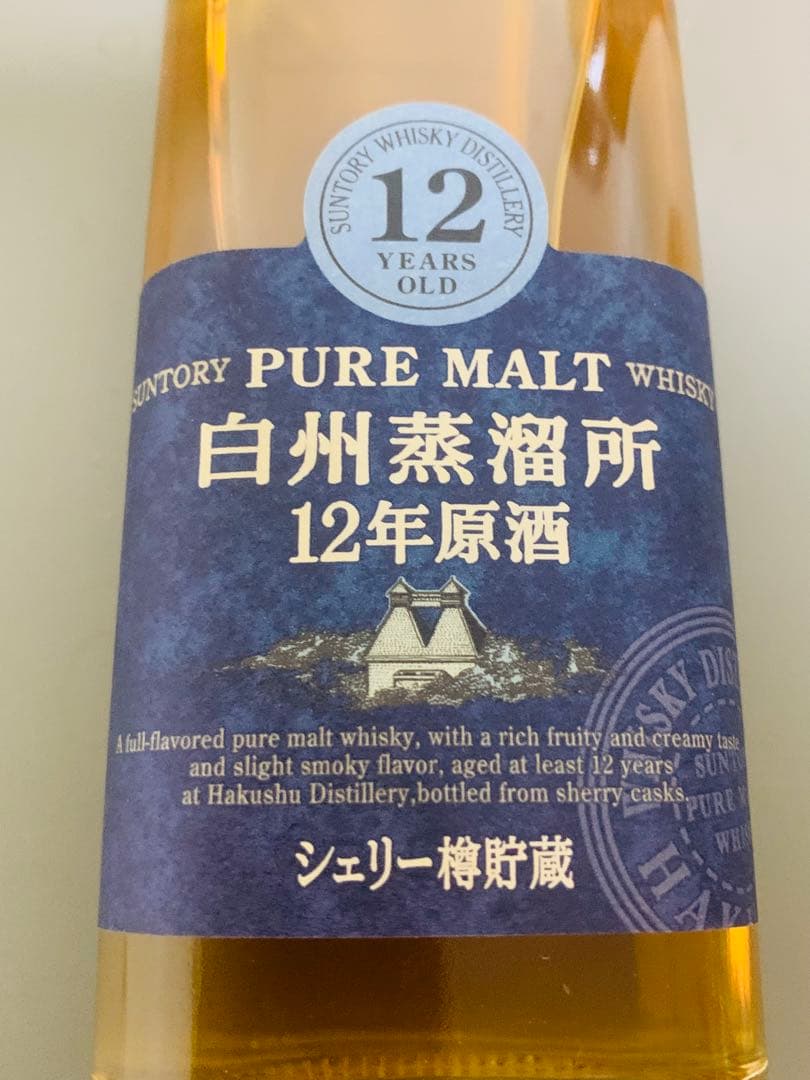 SUNTORY WHISKY DISTILLERY
12
YEARS
OLD
SUNTORY PURE MALT WHISKY
白州蒸溜所
12年原酒
A full-flavored pure malt whisky, with a rich fruity and creamy taste
and slight smoky flavor, aged at least 12 years
at Hakushu Distillery,bottled from sherry casks.
シェリー樽貯蔵
PURE